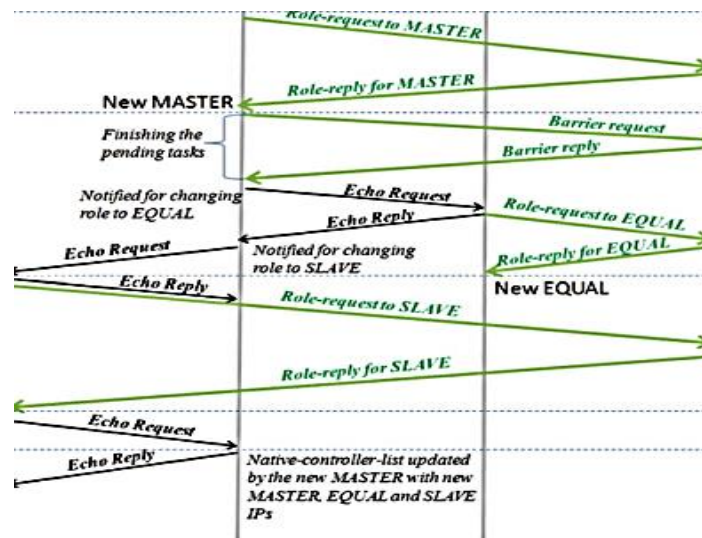 Role-request to MASTER
Role-reply for MASTER
New MASTER
Finishing the
pending tasks
Barrier request
Barrier reply
Notified for changing
role to EQUAL
Echo Request
Echo Reply
Role-request to EQUAL
Role-reply for EQUAL
New EQUAL
Echo Request
Notified for changing
role to SLAVE
Echo Reply
Role-request to SLAVE
Role-reply for SLAVE
Echo Request
Echo Reply
Native-controller-list updated
by the new MASTER with new
MASTER, EQUAL and SLAVE
IPs